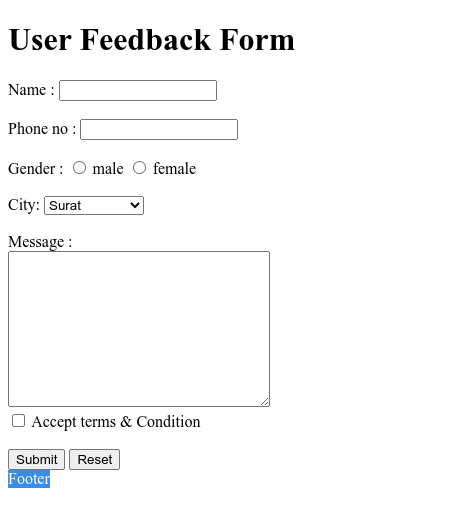 User Feedback Form
Name :
Phone no :
Gender : male female
City: Surat
Message :
Accept terms & Condition
Submit Reset
Footer